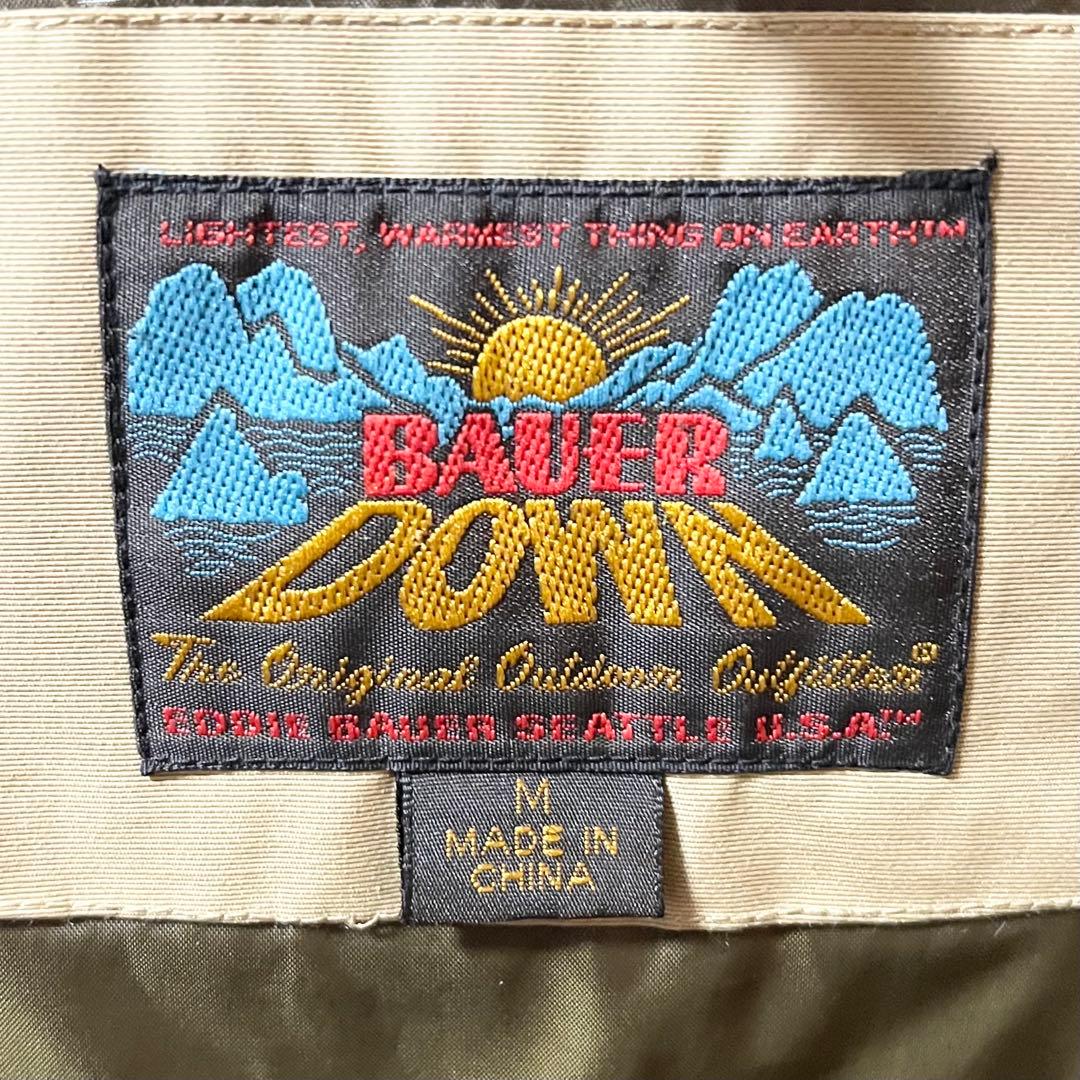 LIGHTEST, WARMEST THING ON EARTH™
BAUER
DOWN
The Original Outdoor Outfitter®
EDDIE BAUER SEATTLE U.S.A.™
M
MADE IN
CHINA